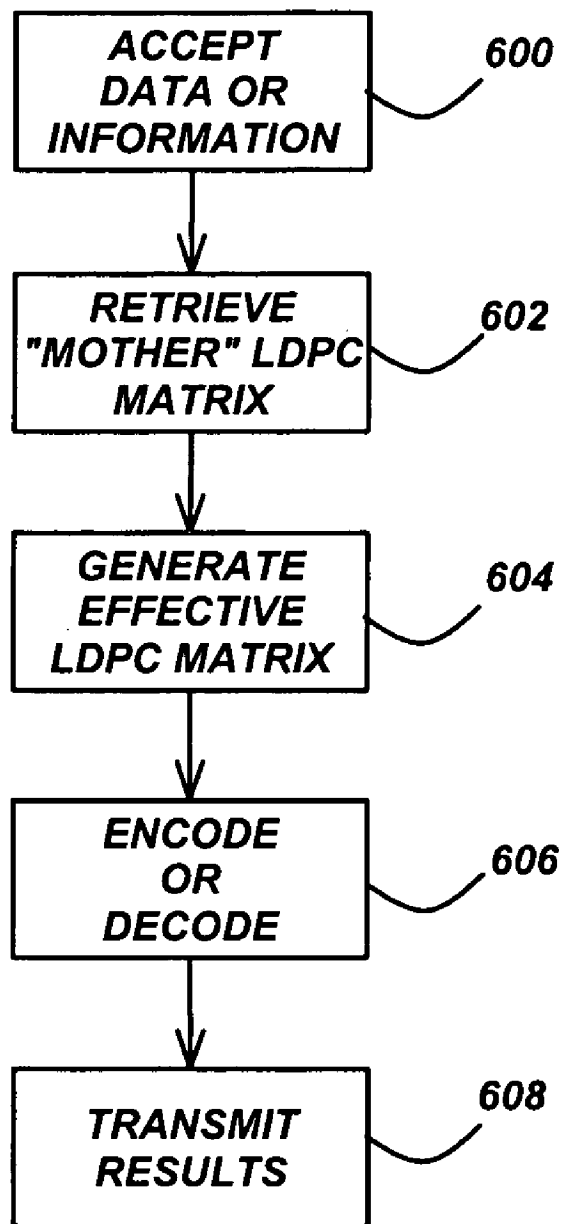 ACCEPT
DATA OR
INFORMATION
600
RETRIEVE
"MOTHER" LDPC
MATRIX
602
GENERATE
EFFECTIVE
LDPC MATRIX
604
ENCODE
OR
DECODE
606
TRANSMIT
RESULTS
608